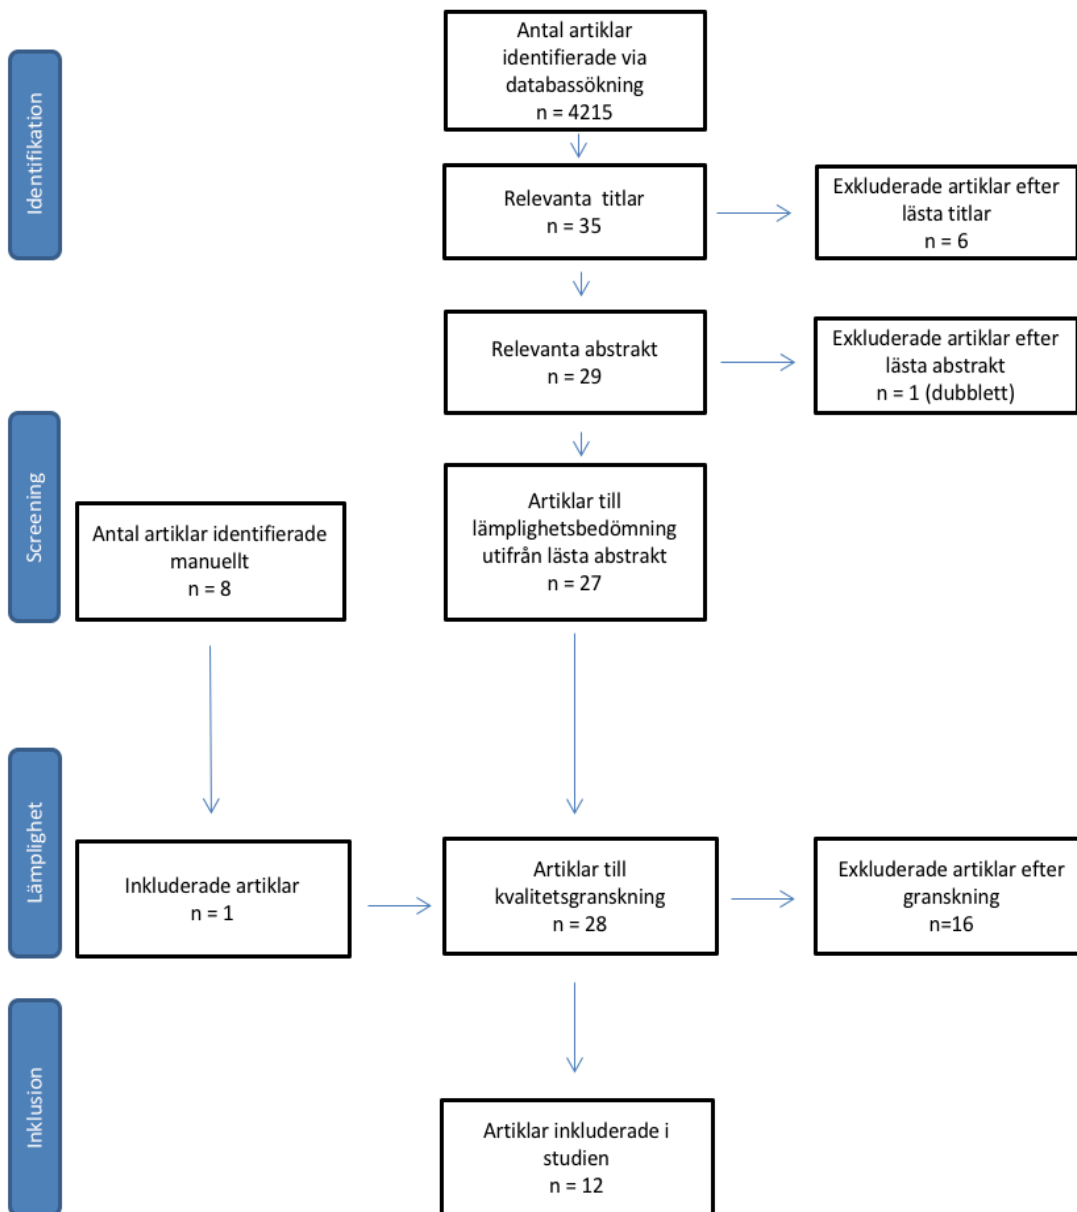 Identifikation
Antal artiklar
identifierade via
databassökning
n = 4215
Relevanta titlar
n = 35
Exkluderade artiklar efter
lästa titlar
n = 6
Relevanta abstrakt
n = 29
Exkluderade artiklar efter
lästa abstrakt
n = 1 (dubblett)
Screening
Antal artiklar identifierade
manuellt
n = 8
Artiklar till
lämplighetsbedömning
utifrån lästa abstrakt
n = 27
Lämplighet
Inkluderade artiklar
n = 1
Artiklar till
kvalitetsgranskning
n = 28
Exkluderade artiklar efter
granskning
n=16
Inklusion
Artiklar inkluderade i
studien
n = 12